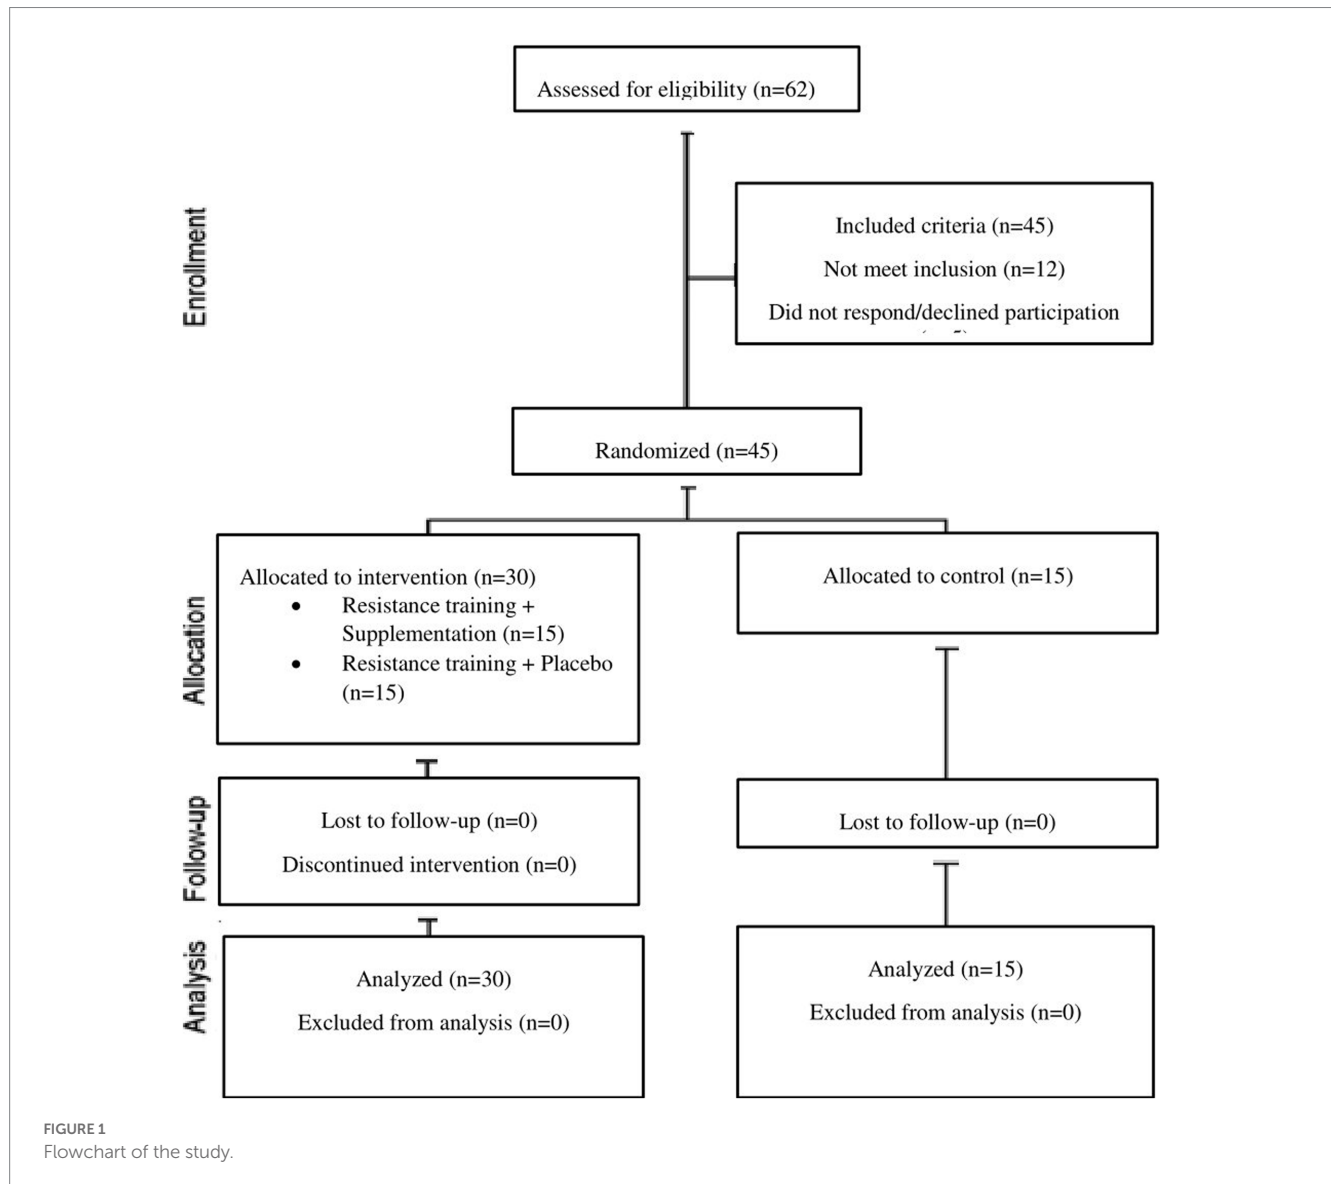 Assessed for eligibility (n=62)
Enrollment
Included criteria (n=45)
Not meet inclusion (n=12)
Did not respond/declined participation
Randomized (n=45)
Allocation
Allocated to intervention (n=30)
• Resistance training +
Supplementation (n=15)
• Resistance training + Placebo
(n=15)
Allocated to control (n=15)
Follow-up
Lost to follow-up (n=0)
Discontinued intervention (n=0)
Lost to follow-up (n=0)
Analysis
Analyzed (n=30)
Excluded from analysis (n=0)
Analyzed (n=15)
Excluded from analysis (n=0)
FIGURE 1
Flowchart of the study.